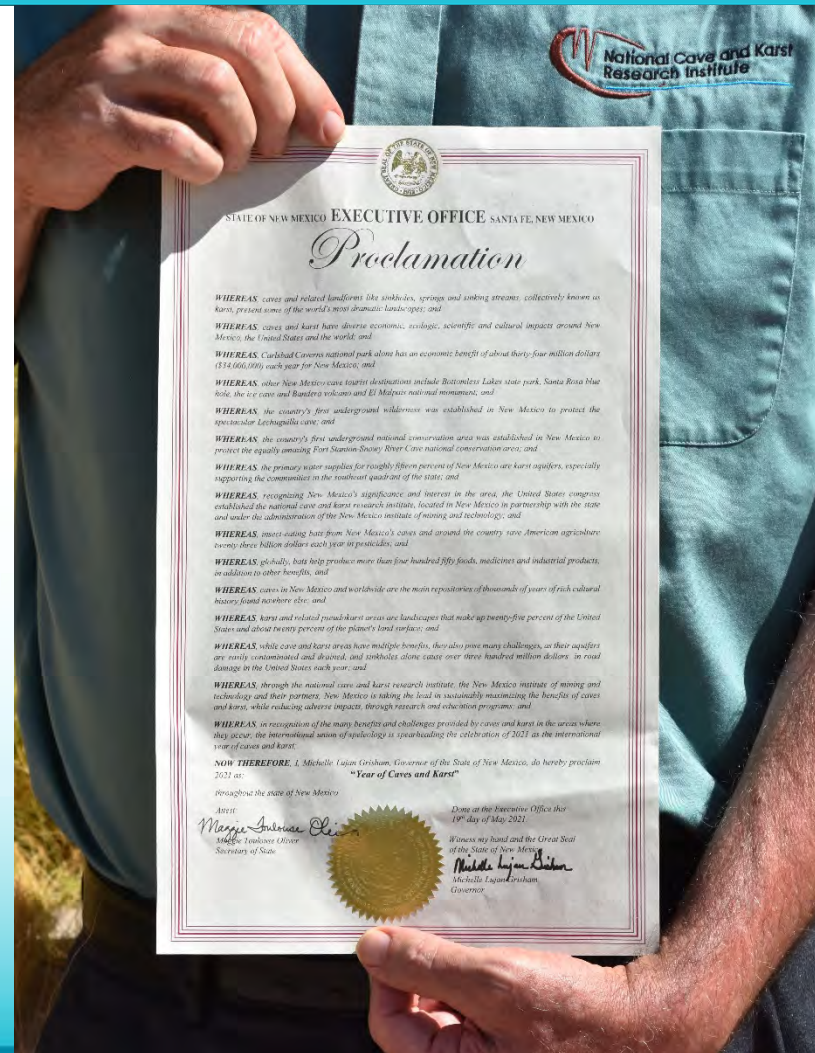 National Cave and Karst
Research Institute
GREAT SEAL OF THE STATE OF NEW MEXICO
STATE OF NEW MEXICO EXECUTIVE OFFICE SANTA FE, NEW MEXICO
Proclamation
WHEREAS, caves and related landforms like sinkholes, springs and sinking streams, collectively known as
karst, present some of the world's most dramatic landscapes; and
WHEREAS, caves and karst have diverse economic, ecologic, scientific and cultural impacts around New
Mexico, the United States and the world; and
WHEREAS, Carlsbad Caverns national park alone has an economic benefit of about thirty-four million dollars
($34,000,000) each year for New Mexico; and
WHEREAS, other New Mexico cave tourist destinations include Bottomless Lakes state park, Santa Rosa blue
hole, the ice cave and Bandera volcano and El Malpais national monument; and
WHEREAS, the country's first underground wilderness was established in New Mexico to protect the
spectacular Lechuguilla cave; and
WHEREAS, the country's first underground national conservation area was established in New Mexico to
protect the equally amazing Fort Stanton-Snowy River Cave national conservation area; and
WHEREAS, the primary water supplies for roughly fifteen percent of New Mexico are karst aquifers, especially
supporting the communities in the southeast quadrant of the state; and
WHEREAS, recognizing New Mexico's significance and interest in the area, the United States congress
established the national cave and karst research institute, located in New Mexico in partnership with the state
and under the administration of the New Mexico institute of mining and technology; and
WHEREAS, insect-eating bats from New Mexico's caves and around the country save American agriculture
twenty-three billion dollars each year in pesticides; and
WHEREAS, globally, bats help produce more than four hundred fifty foods, medicines and industrial products,
in addition to other benefits; and
WHEREAS, caves in New Mexico and worldwide are the main repositories of thousands of years of rich cultural
history found nowhere else; and
WHEREAS, karst and related pseudokarst areas are landscapes that make up twenty-five percent of the United
States and about twenty percent of the planet's land surface; and
WHEREAS, while cave and karst areas have multiple benefits, they also pose many challenges, as their aquifers
are easily contaminated and drained, and sinkholes alone cause over three hundred million dollars in road
damage in the United States each year; and
WHEREAS, through the national cave and karst research institute, the New Mexico institute of mining and
technology and their partners, New Mexico is taking the lead in sustainably maximizing the benefits of caves
and karst, while reducing adverse impacts, through research and education programs; and
WHEREAS, in recognition of the many benefits and challenges provided by caves and karst in the areas where
they occur, the international union of speleology is spearheading the celebration of 2021 as the international
year of caves and karst;
NOW THEREFORE, I, Michelle Lujan Grisham, Governor of the State of New Mexico, do hereby proclaim
2021 as: "Year of Caves and Karst"
throughout the state of New Mexico
Attest:
Maggie Toulouse Oliver
Maggie Toulouse Oliver
Secretary of State
Done at the Executive Office this
19th day of May 2021.
Witness my hand and the Great Seal
of the State of New Mexico.
Michelle Lujan Grisham
Michelle Lujan Grisham
Governor